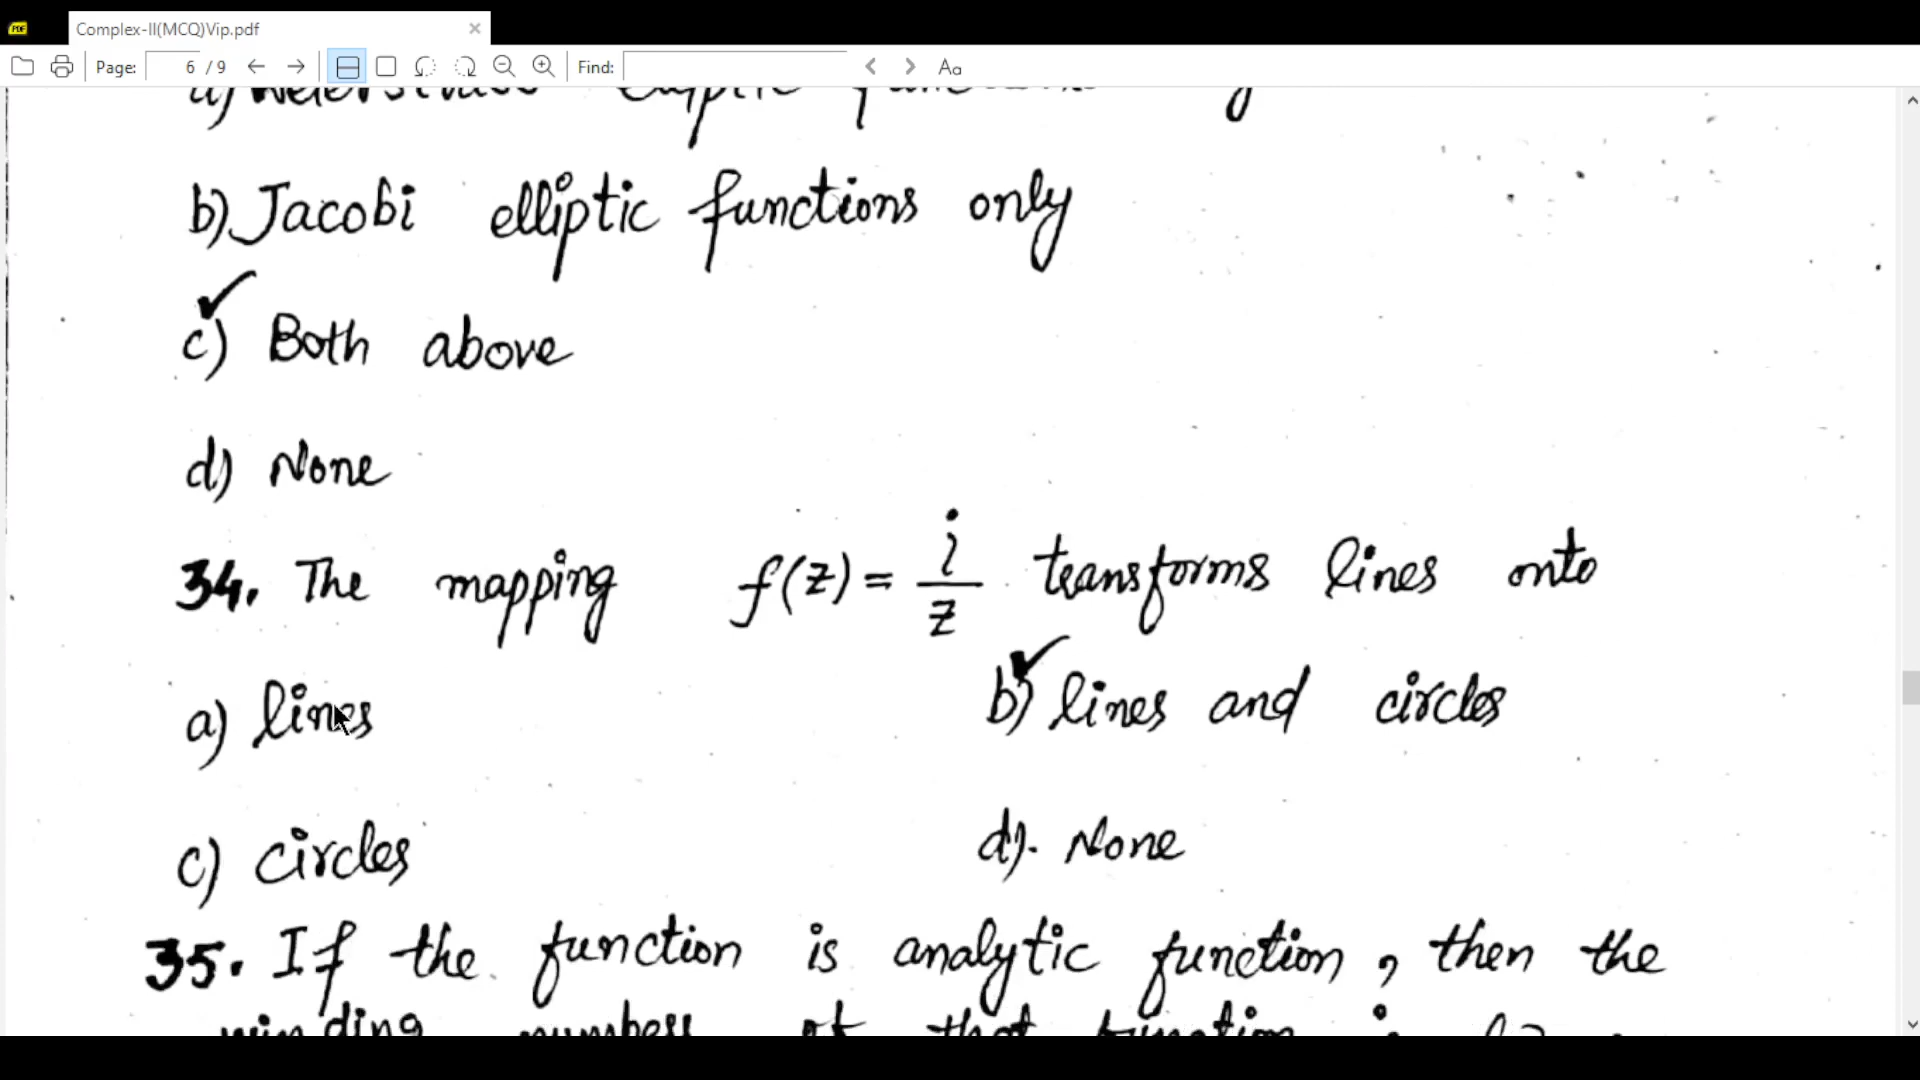 Complex-II(MCQ)Vip.pdf
Page: 6 / 9 Find: Aa
b) Jacobi elliptic functions only
c) Both above
d) None
34. The mapping f(z) = i/z transforms lines onto
a) lines b) lines and circles
c) circles d). None
35. If the function is analytic function, then the